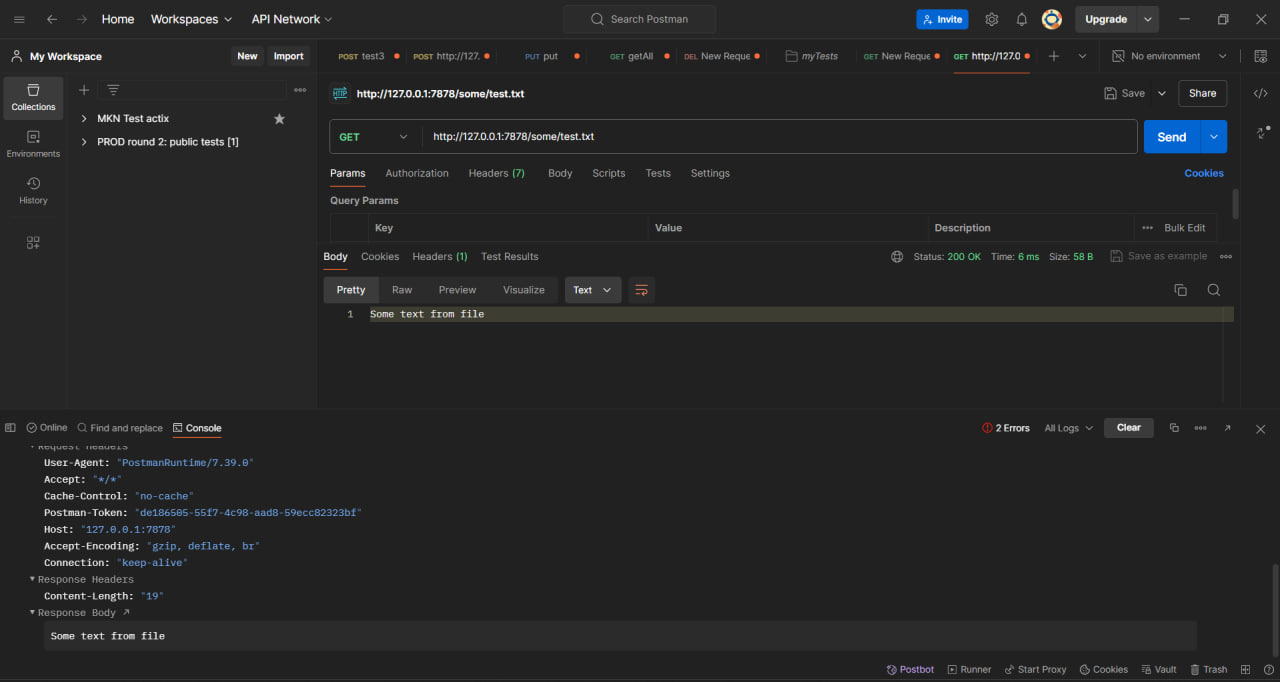 Home Workspaces API Network Search Postman Invite Upgrade
My Workspace New Import POST test3 POST http://127. PUT put GET getAll DEL New Reque myTests GET New Reque GET http://127.0 No environment
Collections
Environments
History
MKN Test actix
PROD round 2: public tests [1]
HTTP http://127.0.0.1:7878/some/test.txt Save Share
GET http://127.0.0.1:7878/some/test.txt Send
Params Authorization Headers (7) Body Scripts Tests Settings Cookies
Query Params
Key Value Description Bulk Edit
Body Cookies Headers (1) Test Results Status: 200 OK Time: 6 ms Size: 58 B Save as example
Pretty Raw Preview Visualize Text
1 Some text from file
Online Find and replace Console 2 Errors All Logs Clear
Request Headers
User-Agent: "PostmanRuntime/7.39.0"
Accept: "*/*"
Cache-Control: "no-cache"
Postman-Token: "de186505-55f7-4c98-aad8-59ecc82323bf"
Host: "127.0.0.1:7878"
Accept-Encoding: "gzip, deflate, br"
Connection: "keep-alive"
Response Headers
Content-Length: "19"
Response Body
Some text from file
Postbot Runner Start Proxy Cookies Vault Trash